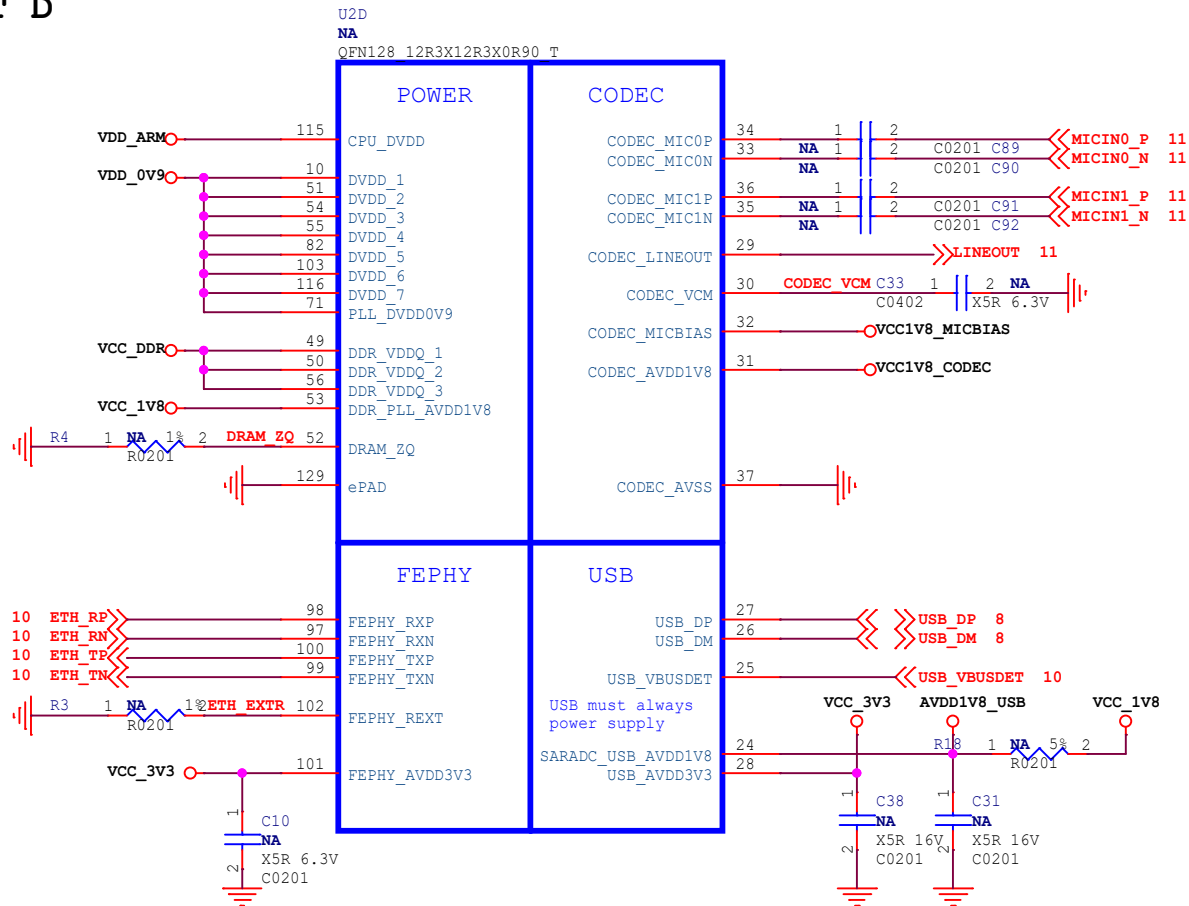 D
U2D
NA
QFN128 12R3X12R3X0R90 T
POWER
CODEC
VDD_ARM 115 CPU_DVDD
VDD_0V9 10 DVDD_1
51 DVDD_2
54 DVDD_3
55 DVDD_4
82 DVDD_5
103 DVDD_6
116 DVDD_7
71 PLL_DVDD0V9
VCC_DDR 49 DDR_VDDQ_1
50 DDR_VDDQ_2
56 DDR_VDDQ_3
VCC_1V8 53 DDR_PLL_AVDD1V8
R4 1 NA 1% 2 DRAM_ZQ 52 DRAM_ZQ
R0201
129 ePAD
CODEC_MIC0P 34 1 2 MICIN0_P 11
CODEC_MIC0N 33 NA 1 2 C0201 C89 MICIN0_N 11
NA C0201 C90
CODEC_MIC1P 36 1 2 MICIN1_P 11
CODEC_MIC1N 35 NA 1 2 C0201 C91 MICIN1_N 11
NA C0201 C92
CODEC_LINEOUT 29 LINEOUT 11
CODEC_VCM 30 CODEC_VCM C33 1 2 NA
C0402 X5R 6.3V
CODEC_MICBIAS 32 VCC1V8_MICBIAS
CODEC_AVDD1V8 31 VCC1V8_CODEC
CODEC_AVSS 37
FEPHY
USB
10 ETH_RP 98 FEPHY_RXP
10 ETH_RN 97 FEPHY_RXN
10 ETH_TP 100 FEPHY_TXP
10 ETH_TN 99 FEPHY_TXN
R3 1 NA 1% 2 ETH_EXTR 102 FEPHY_REXT
R0201
VCC_3V3 101 FEPHY_AVDD3V3
1
C10
NA
X5R 6.3V
2
C0201
USB_DP 27 USB_DP 8
USB_DM 26 USB_DM 8
USB_VBUSDET 25 USB_VBUSDET 10
USB must always
power supply
VCC_3V3 AVDD1V8_USB VCC_1V8
SARADC_USB_AVDD1V8 24 R18 1 NA 5% 2
R0201
USB_AVDD3V3 28
1 C38 1 C31
NA NA
X5R 16V X5R 16V
2 C0201 2 C0201